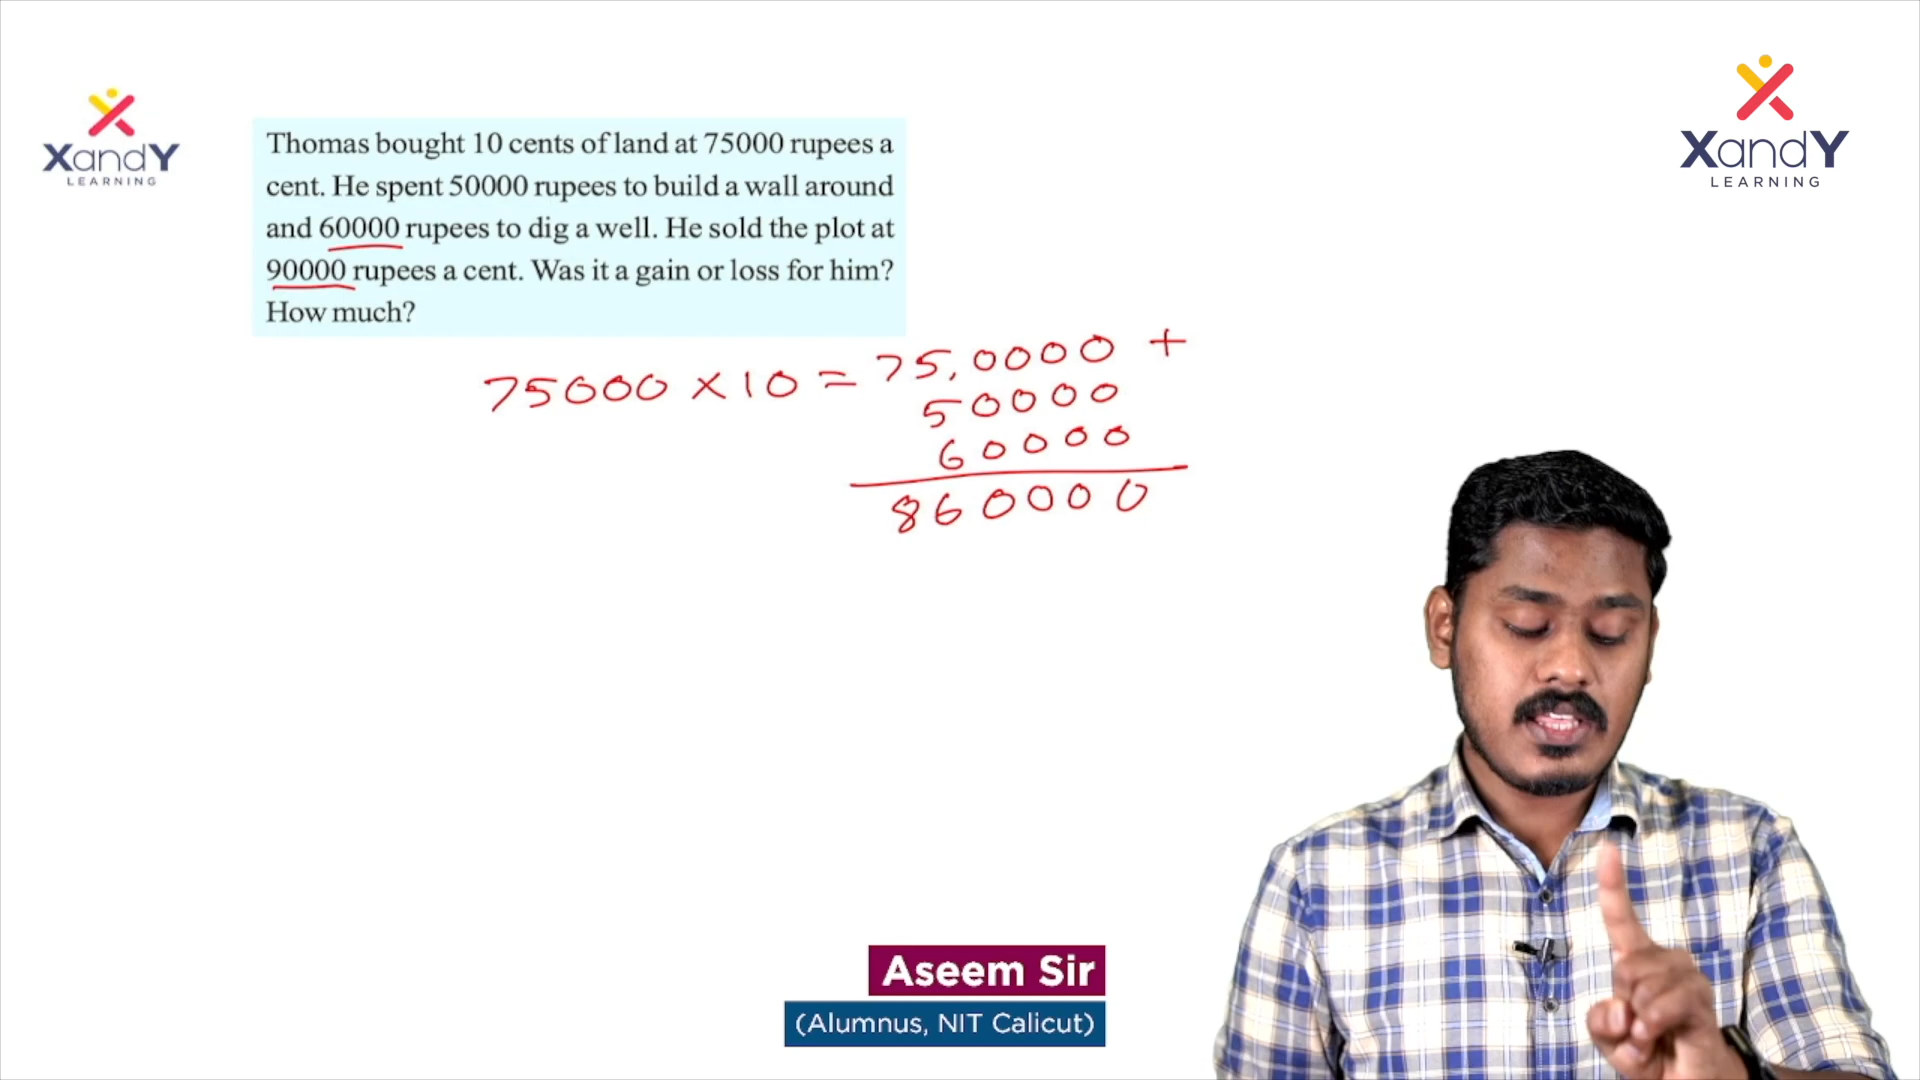 XandY
LEARNING
XandY
LEARNING
Thomas bought 10 cents of land at 75000 rupees a
cent. He spent 50000 rupees to build a wall around
and 60000 rupees to dig a well. He sold the plot at
90000 rupees a cent. Was it a gain or loss for him?
How much?
75000 × 10 = 75,0000 +
50000
60000
860000
Aseem Sir
(Alumnus, NIT Calicut)